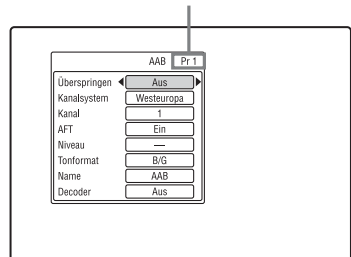 AAB Pr 1
Überspringen Aus
Kanalsystem Westeuropa
Kanal 1
AFT Ein
Niveau —
Tonformat B/G
Name AAB
Decoder Aus